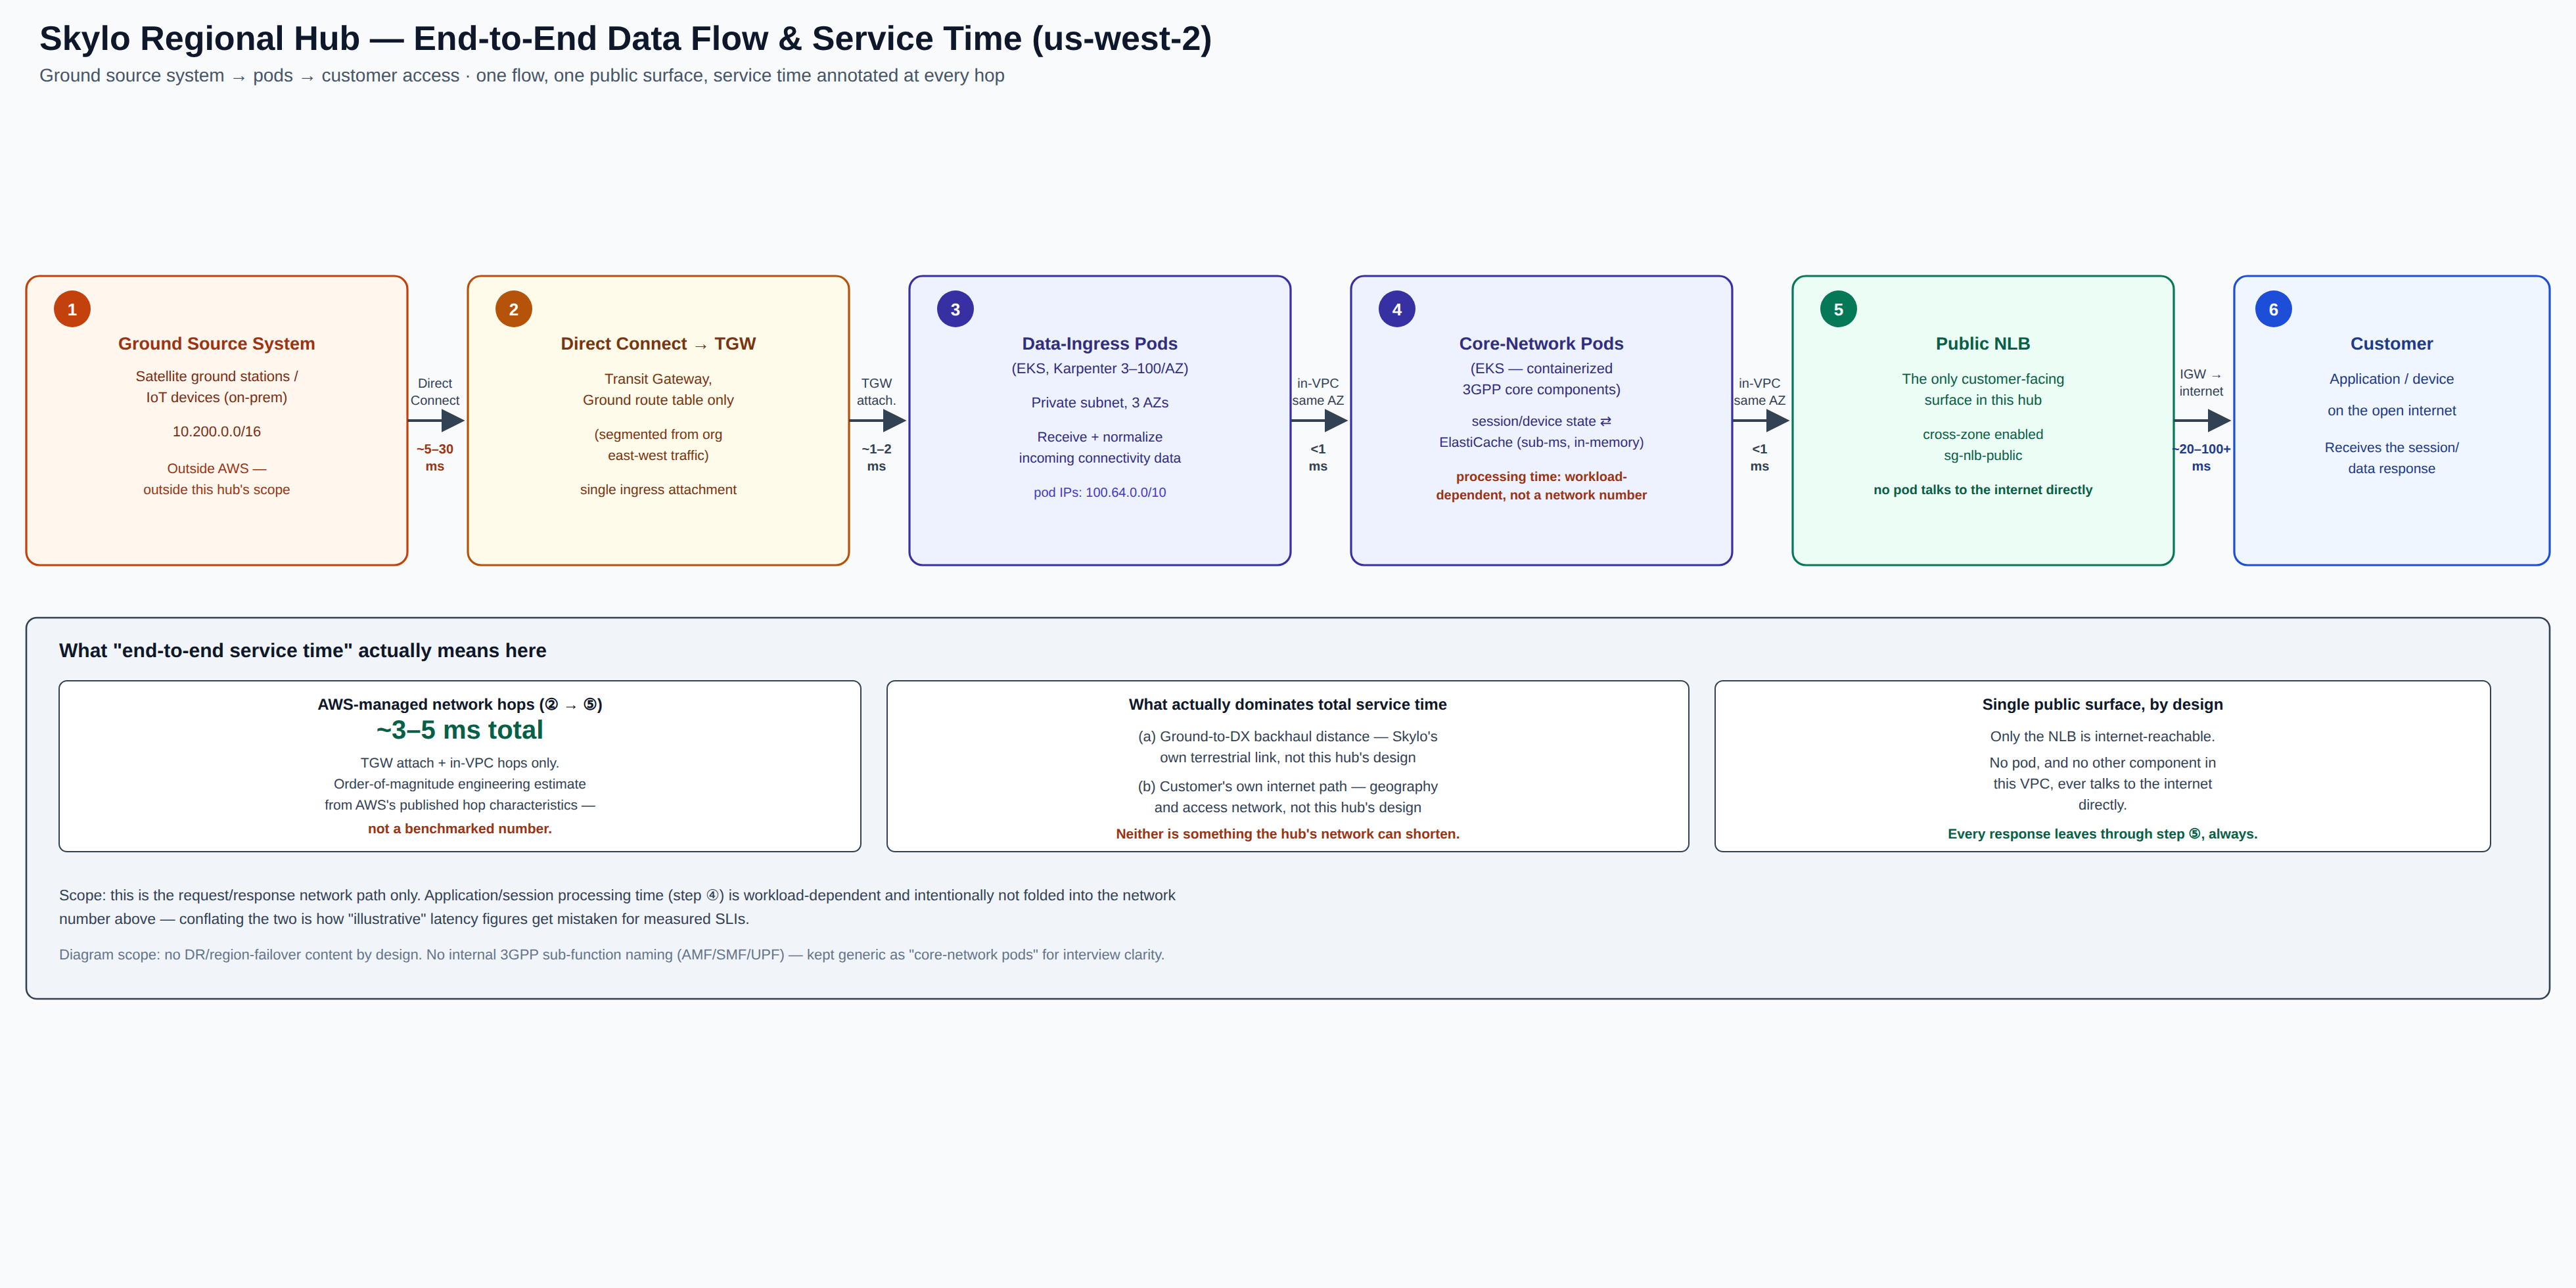 Skylo Regional Hub — End-to-End Data Flow & Service Time (us-west-2)
Ground source system → pods → customer access · one flow, one public surface, service time annotated at every hop
1
Ground Source System
Satellite ground stations /
IoT devices (on-prem)
10.200.0.0/16
Outside AWS —
outside this hub's scope
Direct
Connect
~5–30
ms
2
Direct Connect → TGW
Transit Gateway,
Ground route table only
(segmented from org
east-west traffic)
single ingress attachment
TGW
attach.
~1–2
ms
3
Data-Ingress Pods
(EKS, Karpenter 3–100/AZ)
Private subnet, 3 AZs
Receive + normalize
incoming connectivity data
pod IPs: 100.64.0.0/10
in-VPC
same AZ
<1
ms
4
Core-Network Pods
(EKS — containerized
3GPP core components)
session/device state ⇄
ElastiCache (sub-ms, in-memory)
processing time: workload-
dependent, not a network number
in-VPC
same AZ
<1
ms
5
Public NLB
The only customer-facing
surface in this hub
cross-zone enabled
sg-nlb-public
no pod talks to the internet directly
IGW →
internet
~20–100+
ms
6
Customer
Application / device
on the open internet
Receives the session/
data response
What "end-to-end service time" actually means here
AWS-managed network hops (② → ⑤)
~3–5 ms total
TGW attach + in-VPC hops only.
Order-of-magnitude engineering estimate
from AWS's published hop characteristics —
not a benchmarked number.
What actually dominates total service time
(a) Ground-to-DX backhaul distance — Skylo's
own terrestrial link, not this hub's design
(b) Customer's own internet path — geography
and access network, not this hub's design
Neither is something the hub's network can shorten.
Single public surface, by design
Only the NLB is internet-reachable.
No pod, and no other component in
this VPC, ever talks to the internet
directly.
Every response leaves through step ⑤, always.
Scope: this is the request/response network path only. Application/session processing time (step ④) is workload-dependent and intentionally not folded into the network
number above — conflating the two is how "illustrative" latency figures get mistaken for measured SLIs.
Diagram scope: no DR/region-failover content by design. No internal 3GPP sub-function naming (AMF/SMF/UPF) — kept generic as "core-network pods" for interview clarity.